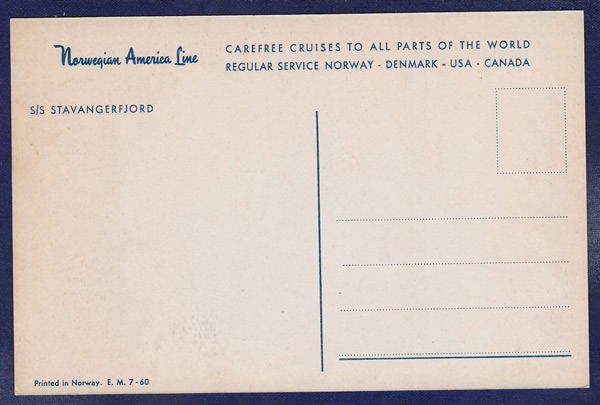 Norwegian America Line
CAREFREE CRUISES TO ALL PARTS OF THE WORLD
REGULAR SERVICE NORWAY - DENMARK - USA - CANADA
S/S STAVANGERFJORD
Printed in Norway. E. M. 7-60